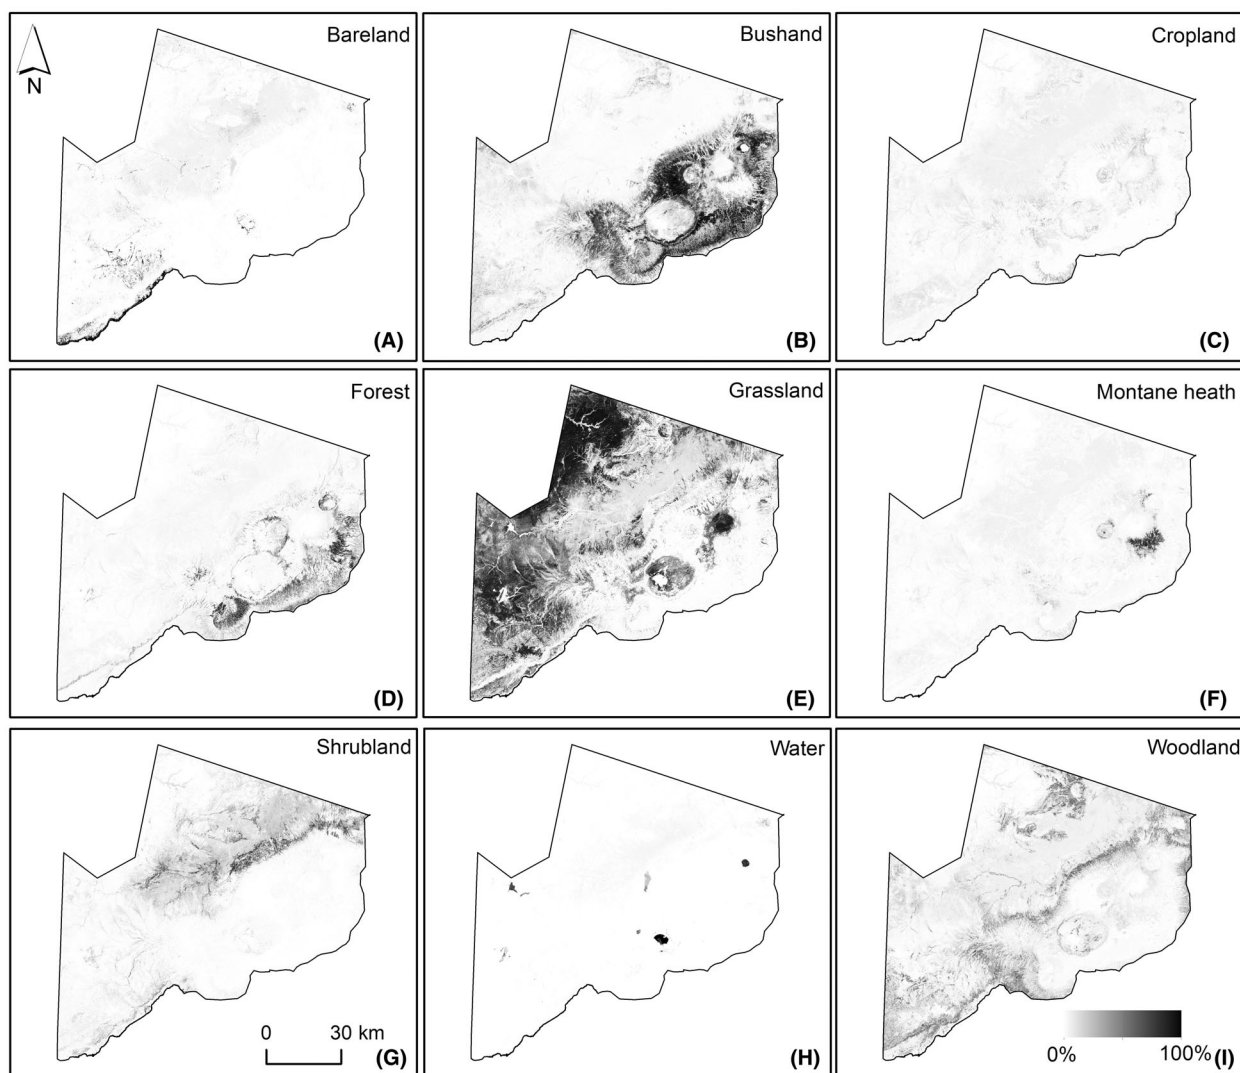 Bareland
N
(A)
Bushand
(B)
Cropland
(C)
Forest
(D)
Grassland
(E)
Montane heath
(F)
Shrubland
0 30 km
(G)
Water
(H)
Woodland
0% 100%
(I)